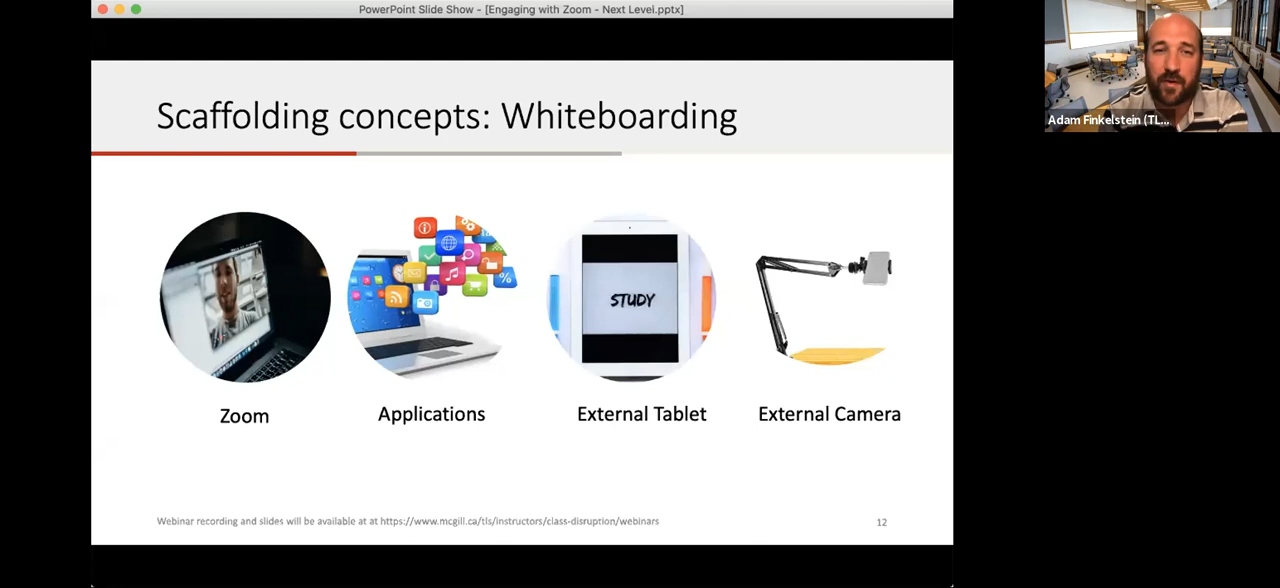 PowerPoint Slide Show - [Engaging with Zoom - Next Level.pptx]
Adam Finkelstein (TL...
Scaffolding concepts: Whiteboarding
%
STUDY
Zoom
Applications
External Tablet
External Camera
Webinar recording and slides will be available at at https://www.mcgill.ca/tls/instructors/class-disruption/webinars
12